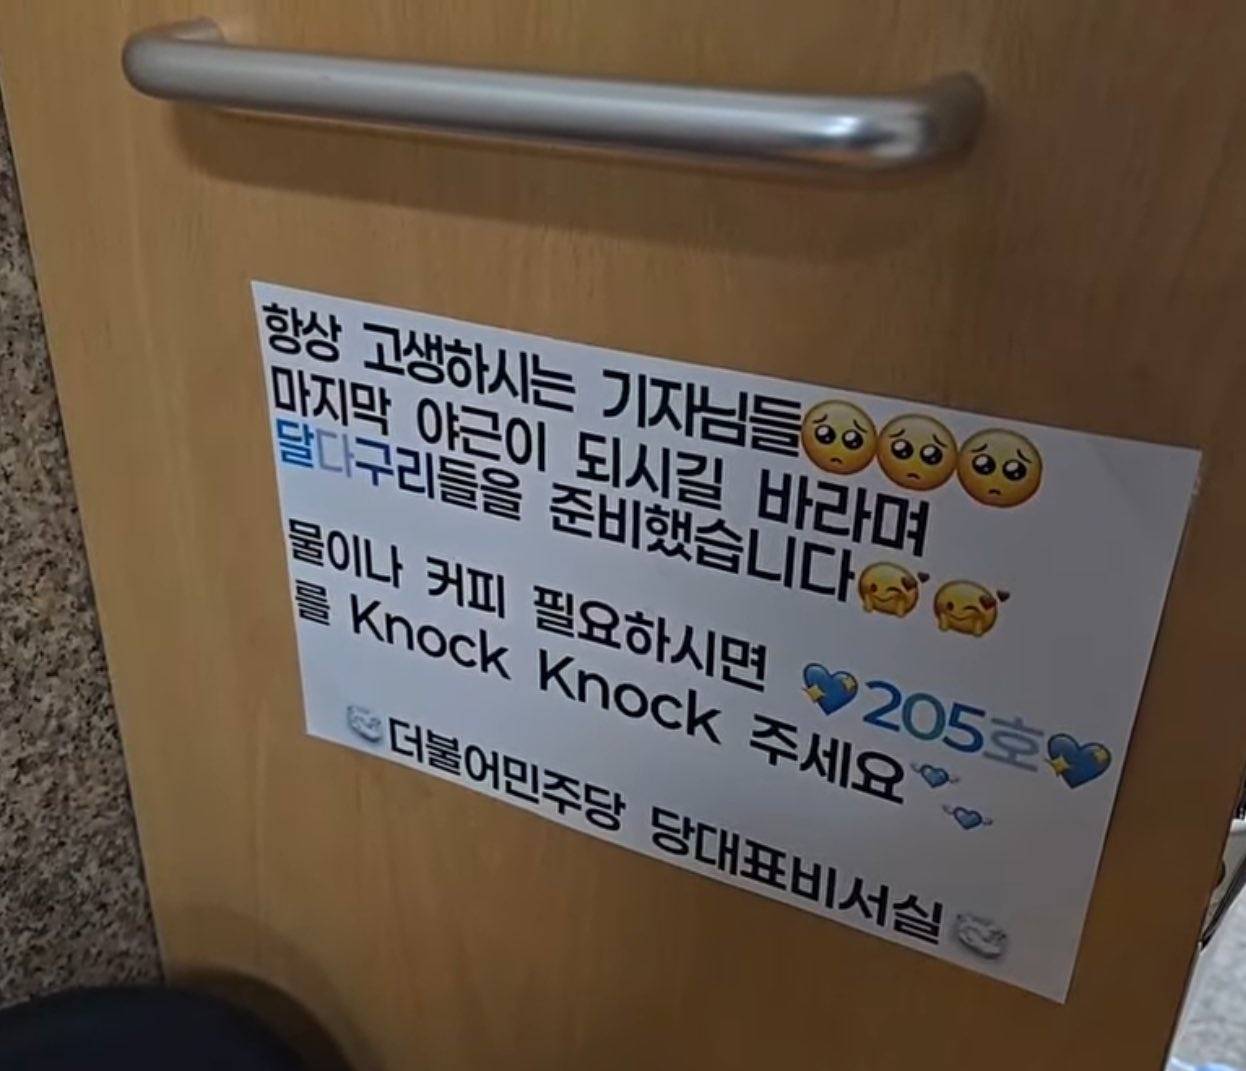 항상 고생하시는 기자님들🥺🥺🥺
마지막 야근이 되시길 바라며
달다구리들을 준비했습니다🥰🥰
물이나 커피 필요하시면 💖205호💖
를 Knock Knock 주세요
더불어민주당 당대표비서실